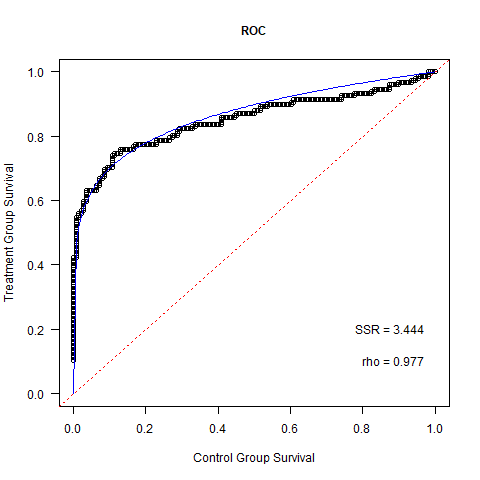 ROC
Treatment Group Survival
1.0
0.8
0.6
0.4
0.2
0.0
SSR = 3.444
rho = 0.977
0.0 0.2 0.4 0.6 0.8 1.0
Control Group Survival